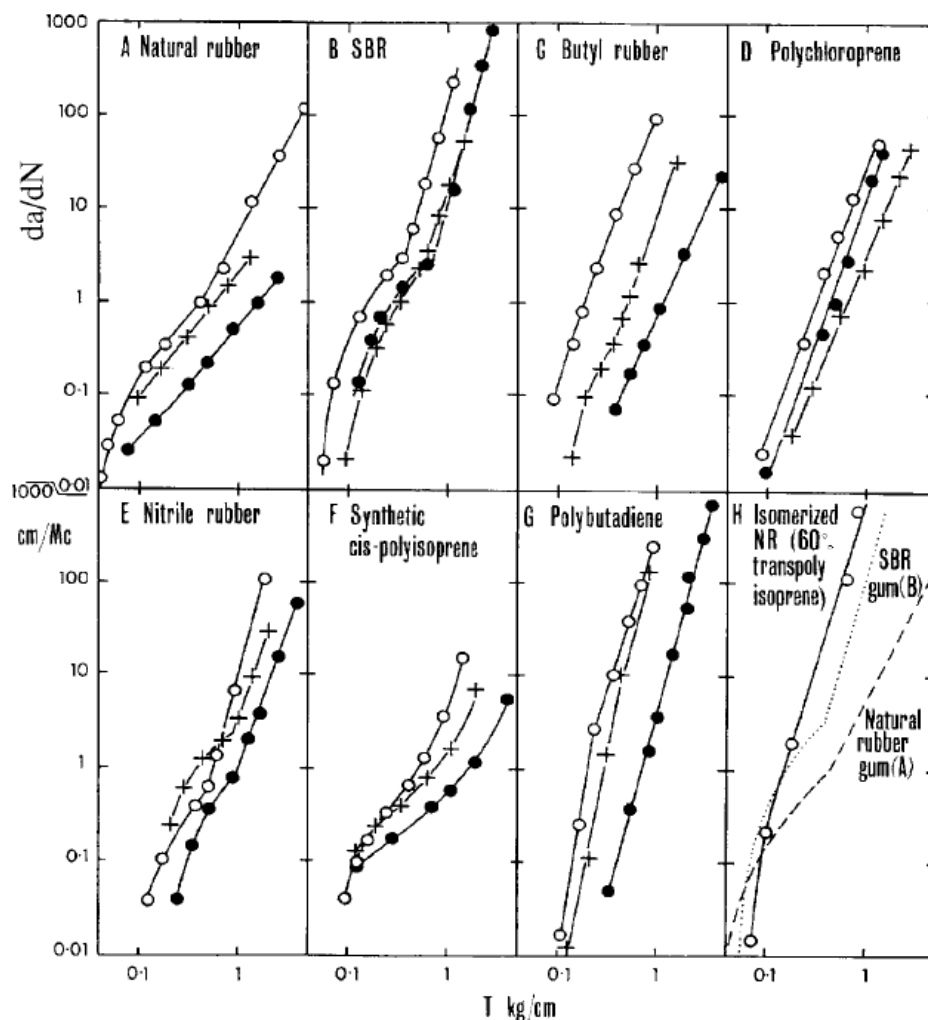 A Natural rubber
B SBR
C Butyl rubber
D Polychloroprene
1000
100
10
1
0·1
0·01
da/dN
1000
cm/Mc
E Nitrile rubber
F Synthetic
cis-polyisoprene
G Polybutadiene
H Isomerized
NR (60%
transpoly
isoprene)
SBR
gum(B)
Natural
rubber
gum(A)
100
10
1
0·1
0·01
0·1
1
0·1
1
0·1
1
0·1
1
T kg/cm